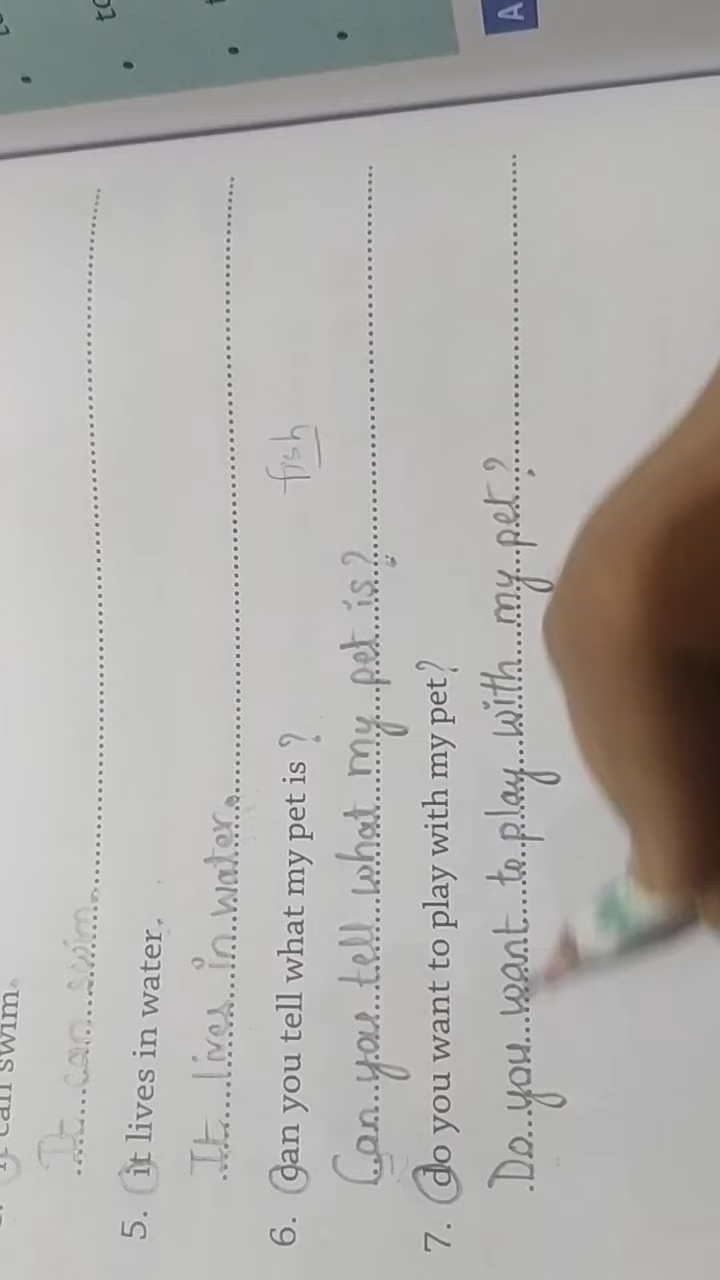 A
can swim.
It can swim.
5. it lives in water.
It lives in water.
6. can you tell what my pet is ?
fish
Can you tell what my pet is ?
7. do you want to play with my pet?
Do you want to play with my pet ?